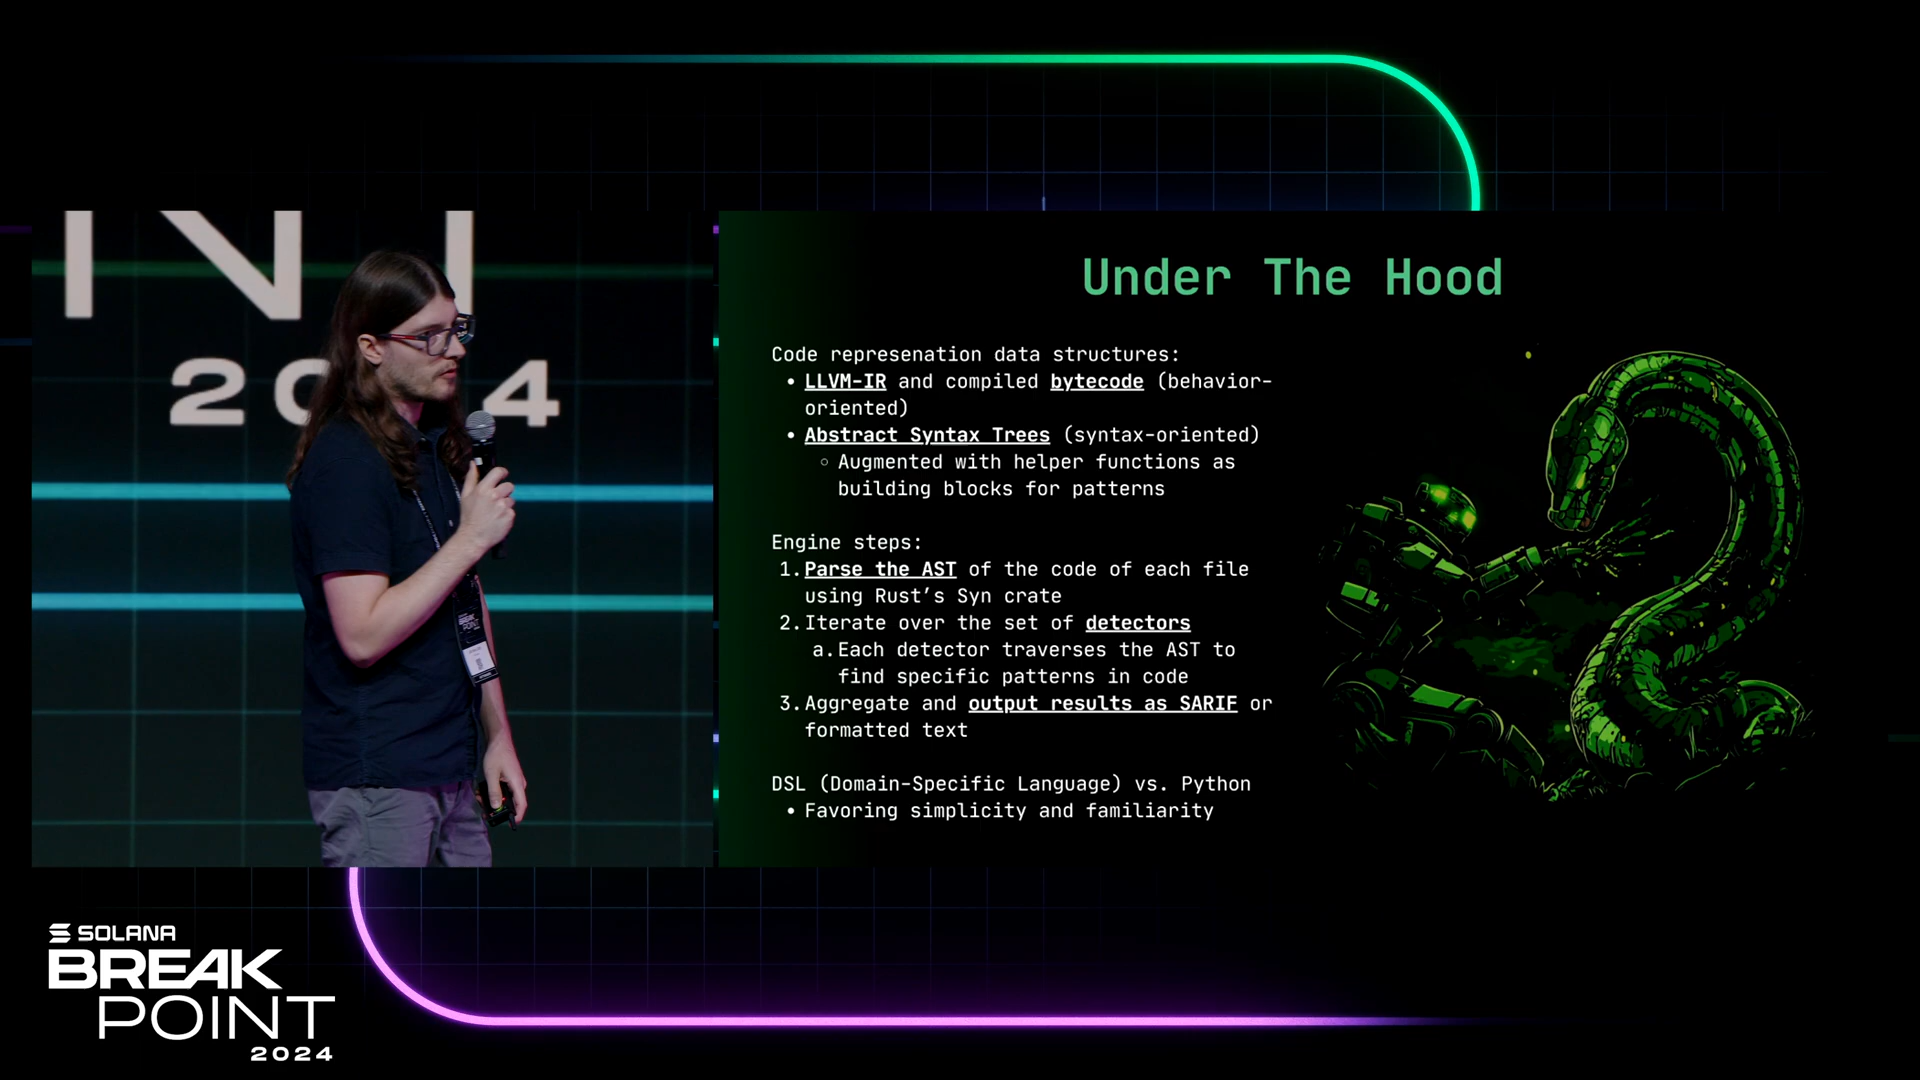 2024
Under The Hood
Code represenation data structures:
• LLVM-IR and compiled bytecode (behavior-
oriented)
• Abstract Syntax Trees (syntax-oriented)
◦ Augmented with helper functions as
building blocks for patterns
Engine steps:
1. Parse the AST of the code of each file
using Rust’s Syn crate
2. Iterate over the set of detectors
a. Each detector traverses the AST to
find specific patterns in code
3. Aggregate and output results as SARIF or
formatted text
DSL (Domain-Specific Language) vs. Python
• Favoring simplicity and familiarity
SOLANA
BREAK
POINT
2024